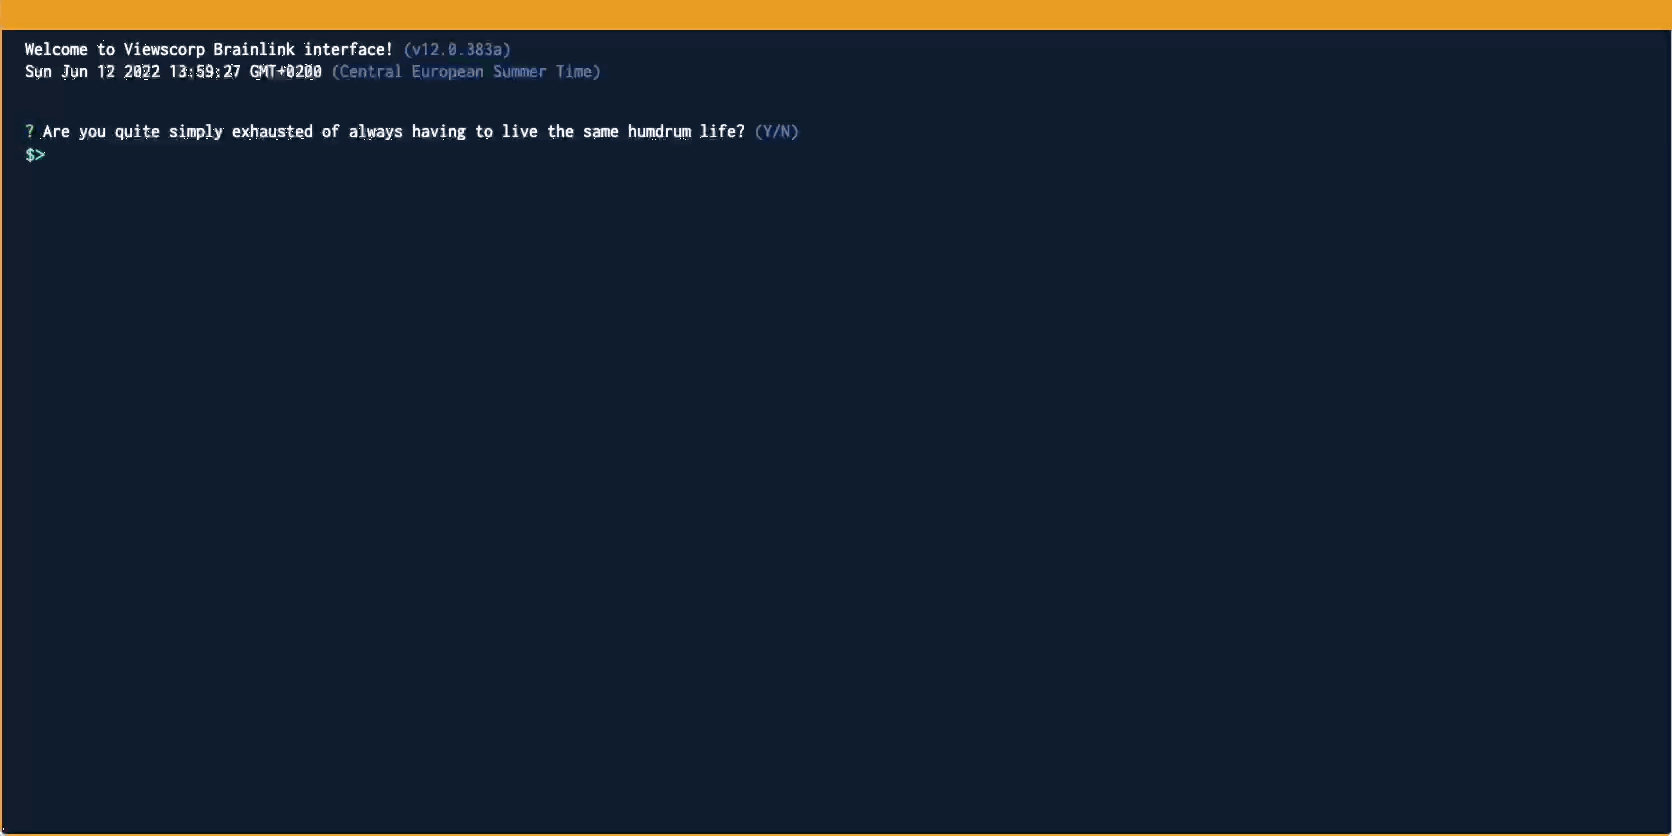 Welcome to Viewscorp Brainlink interface! (v12.0.383a)
Sun Jun 12 2022 13:59:27 GMT+0200 (Central European Summer Time)
? Are you quite simply exhausted of always having to live the same humdrum life? (Y/N)
$>